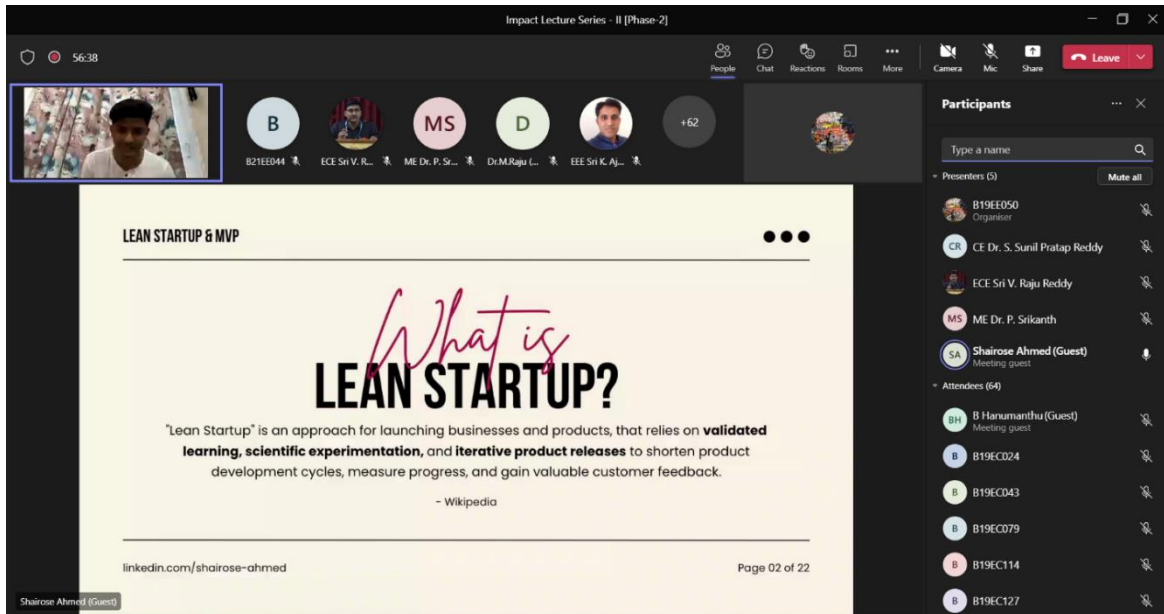 Impact Lecture Series - II [Phase-2]
56:38
People
Chat
Reactions
Rooms
More
Camera
Mic
Share
Leave
B
B21EE044
ECE Sri V. R...
MS
ME Dr. P. Sr...
D
Dr.M.Raju (...
EEE Sri K. Aj...
+62
LEAN STARTUP & MVP
What is
LEAN STARTUP?
"Lean Startup" is an approach for launching businesses and products, that relies on validated
learning, scientific experimentation, and iterative product releases to shorten product
development cycles, measure progress, and gain valuable customer feedback.
- Wikipedia
linkedin.com/shairose-ahmed
Page 02 of 22
Shairose Ahmed (Guest)
Participants
Type a name
Presenters (5)
Mute all
B19EE050
Organiser
CR
CE Dr. S. Sunil Pratap Reddy
ECE Sri V. Raju Reddy
MS
ME Dr. P. Srikanth
SA
Shairose Ahmed (Guest)
Meeting guest
Attendees (64)
BH
B Hanumanthu (Guest)
Meeting guest
B
B19EC024
B
B19EC043
B
B19EC079
B
B19EC114
B
B19EC127